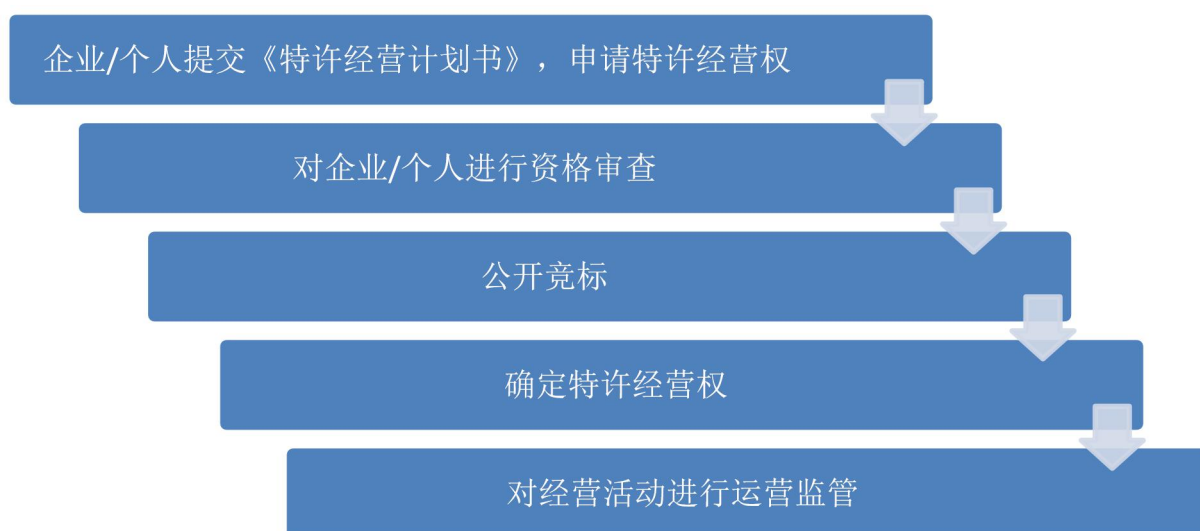 企业/个人提交《特许经营计划书》，申请特许经营权
对企业/个人进行资格审查
公开竞标
确定特许经营权
对经营活动进行运营监管